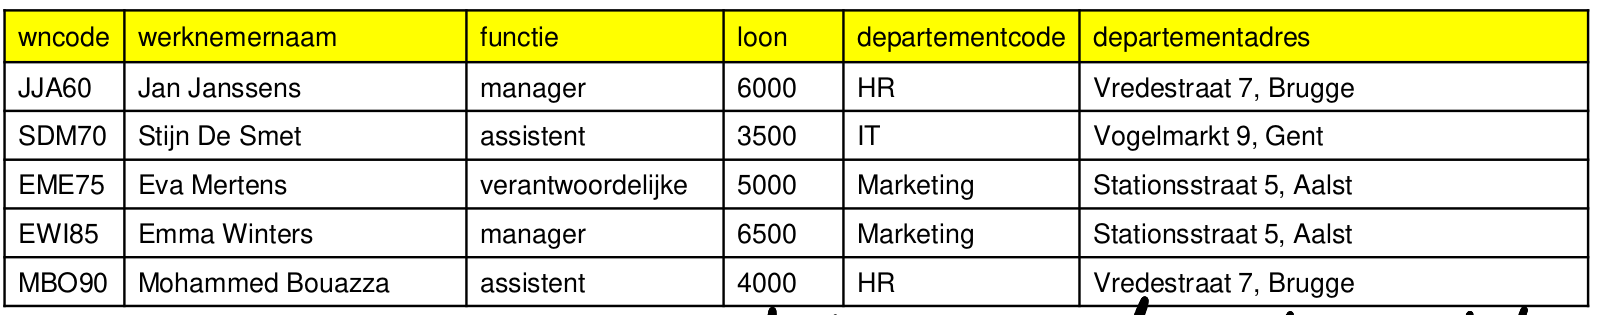 wncode werknemernaam functie loon departementcode departementadres
JJA60 Jan Janssens manager 6000 HR Vredestraat 7, Brugge
SDM70 Stijn De Smet assistent 3500 IT Vogelmarkt 9, Gent
EME75 Eva Mertens verantwoordelijke 5000 Marketing Stationsstraat 5, Aalst
EWI85 Emma Winters manager 6500 Marketing Stationsstraat 5, Aalst
MBO90 Mohammed Bouazza assistent 4000 HR Vredestraat 7, Brugge